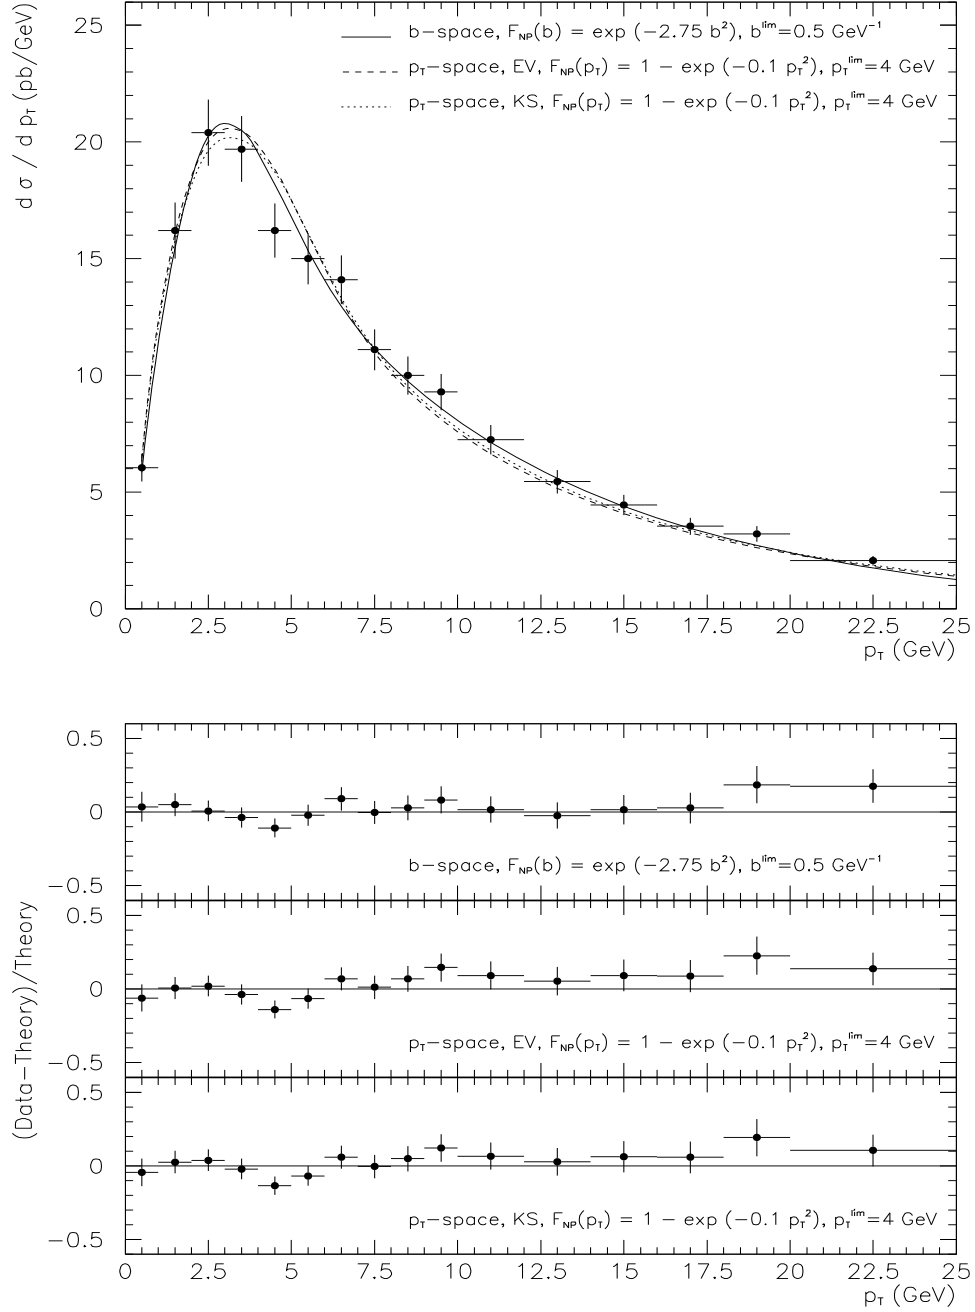 25
20
15
10
5
0
d σ / d p_T (pb/GeV)
b−space, F_NP(b) = exp (−2.75 b²), b^lim=0.5 GeV⁻¹
p_T−space, EV, F_NP(p_T) = 1 − exp (−0.1 p_T²), p_T^lim=4 GeV
p_T−space, KS, F_NP(p_T) = 1 − exp (−0.1 p_T²), p_T^lim=4 GeV
0 2.5 5 7.5 10 12.5 15 17.5 20 22.5 25
p_T (GeV)
(Data−Theory)/Theory
0.5
0
−0.5
b−space, F_NP(b) = exp (−2.75 b²), b^lim=0.5 GeV⁻¹
0.5
0
−0.5
p_T−space, EV, F_NP(p_T) = 1 − exp (−0.1 p_T²), p_T^lim=4 GeV
0.5
0
−0.5
p_T−space, KS, F_NP(p_T) = 1 − exp (−0.1 p_T²), p_T^lim=4 GeV
0 2.5 5 7.5 10 12.5 15 17.5 20 22.5 25
p_T (GeV)